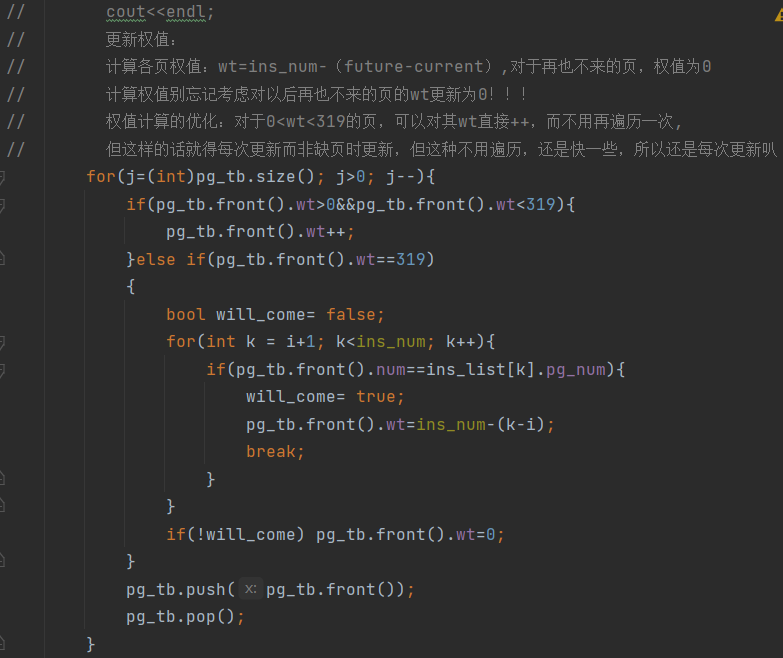 //        cout<<endl;
//        更新权值：
//        计算各页权值：wt=ins_num-（future-current）,对于再也不来的页，权值为0
//        计算权值别忘记考虑对以后再也不来的页的wt更新为0！！！
//        权值计算的优化：对于0<wt<319的页，可以对其wt直接++，而不用再遍历一次，
//        但这样的话就得每次更新而非缺页时更新，但这种不用遍历，还是快一些，所以还是每次更新叭
for(j=(int)pg_tb.size(); j>0; j--){
    if(pg_tb.front().wt>0&&pg_tb.front().wt<319){
        pg_tb.front().wt++;
    }else if(pg_tb.front().wt==319)
    {
        bool will_come= false;
        for(int k = i+1; k<ins_num; k++){
            if(pg_tb.front().num==ins_list[k].pg_num){
                will_come= true;
                pg_tb.front().wt=ins_num-(k-i);
                break;
            }
        }
        if(!will_come) pg_tb.front().wt=0;
    }
    pg_tb.push( x: pg_tb.front());
    pg_tb.pop();
}